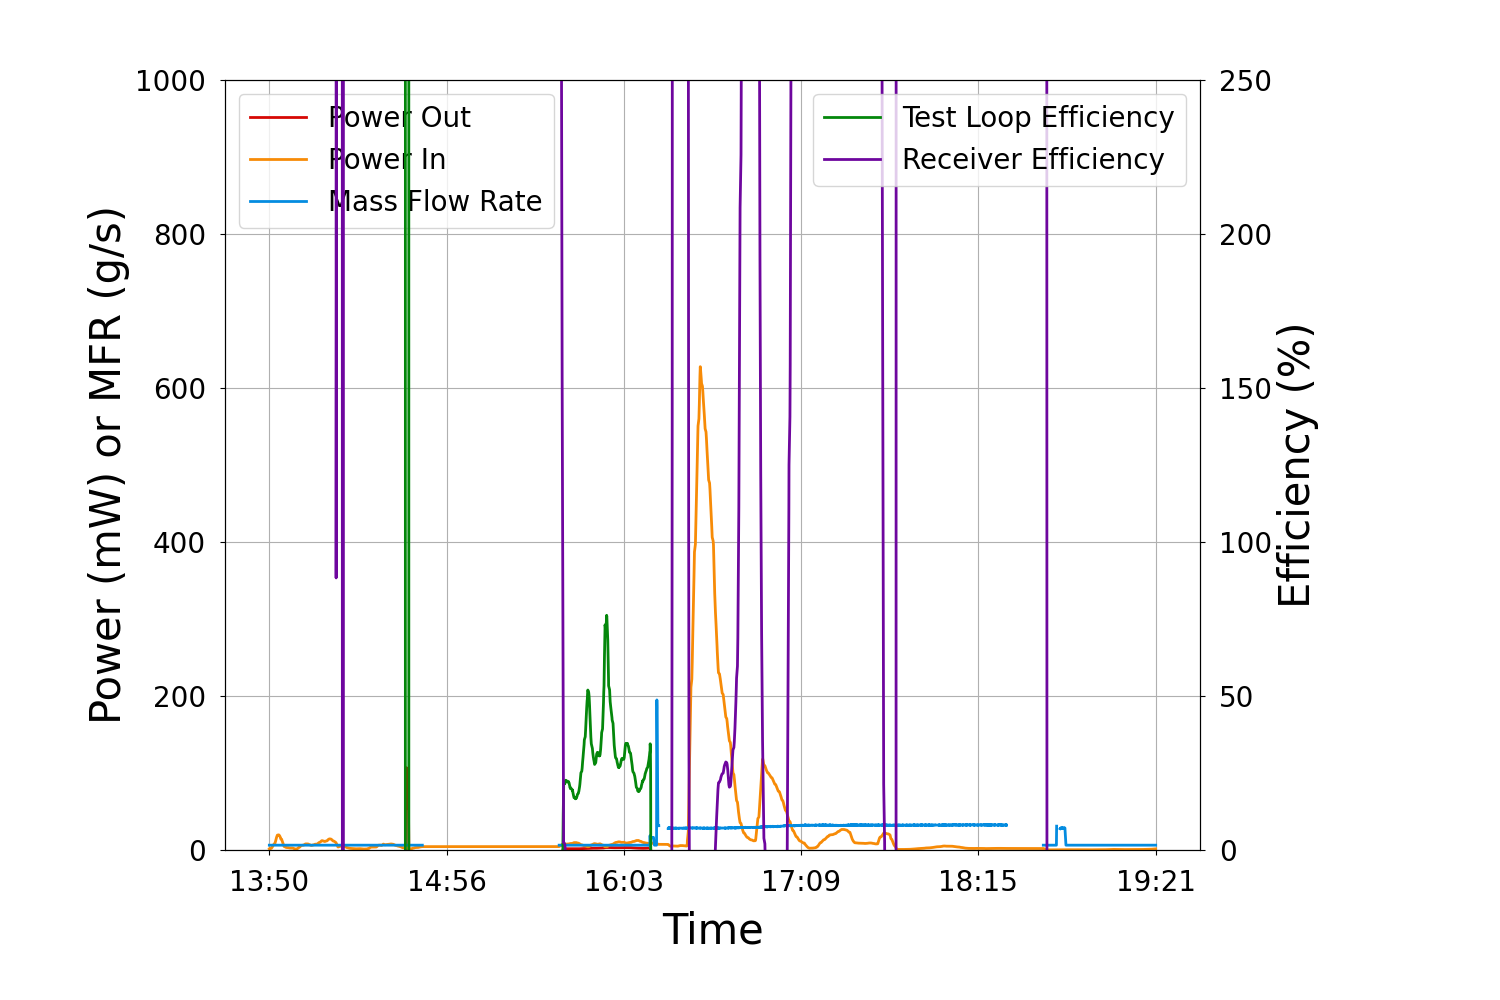 1000
800
600
400
200
0
Power (mW) or MFR (g/s)
Power Out
Power In
Mass Flow Rate
Test Loop Efficiency
Receiver Efficiency
250
200
150
100
50
0
Efficiency (%)
13:50 14:56 16:03 17:09 18:15 19:21
Time